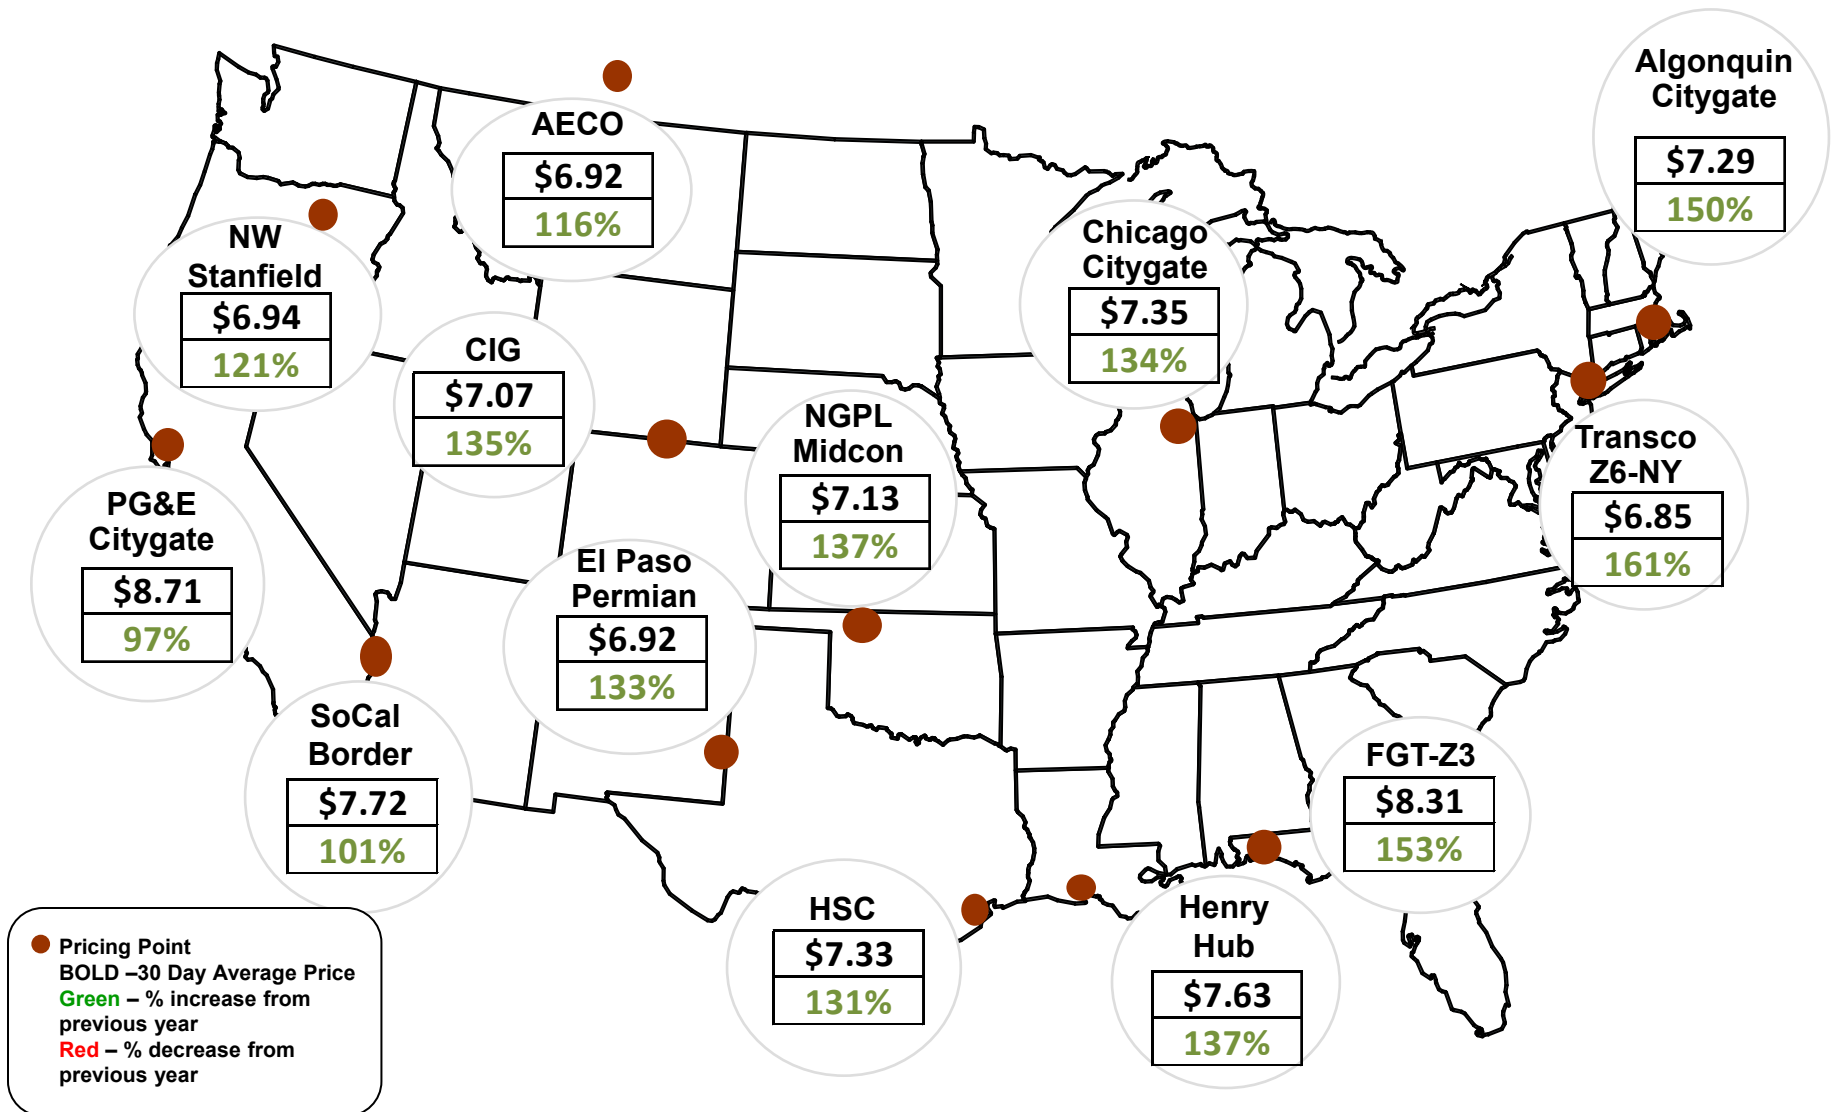 Algonquin
Citygate
$7.29
150%
AECO
$6.92
116%
NW
Stanfield
$6.94
121%
Chicago
Citygate
$7.35
134%
CIG
$7.07
135%
NGPL
Midcon
$7.13
137%
Transco
Z6-NY
$6.85
161%
PG&E
Citygate
$8.71
97%
El Paso
Permian
$6.92
133%
SoCal
Border
$7.72
101%
FGT-Z3
$8.31
153%
HSC
$7.33
131%
Henry
Hub
$7.63
137%
Pricing Point
BOLD –30 Day Average Price
Green – % increase from
previous year
Red – % decrease from
previous year